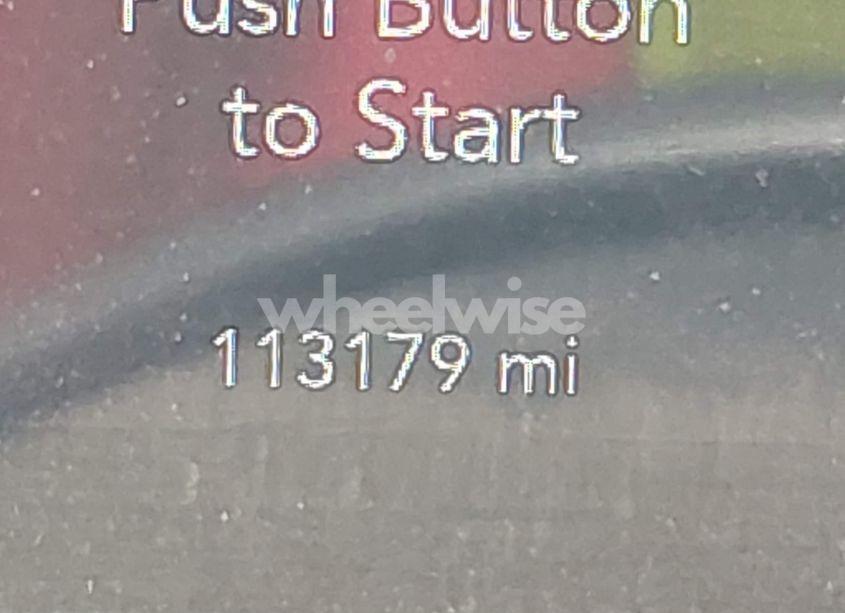 Push Button
to Start
wheelwise
113179 mi